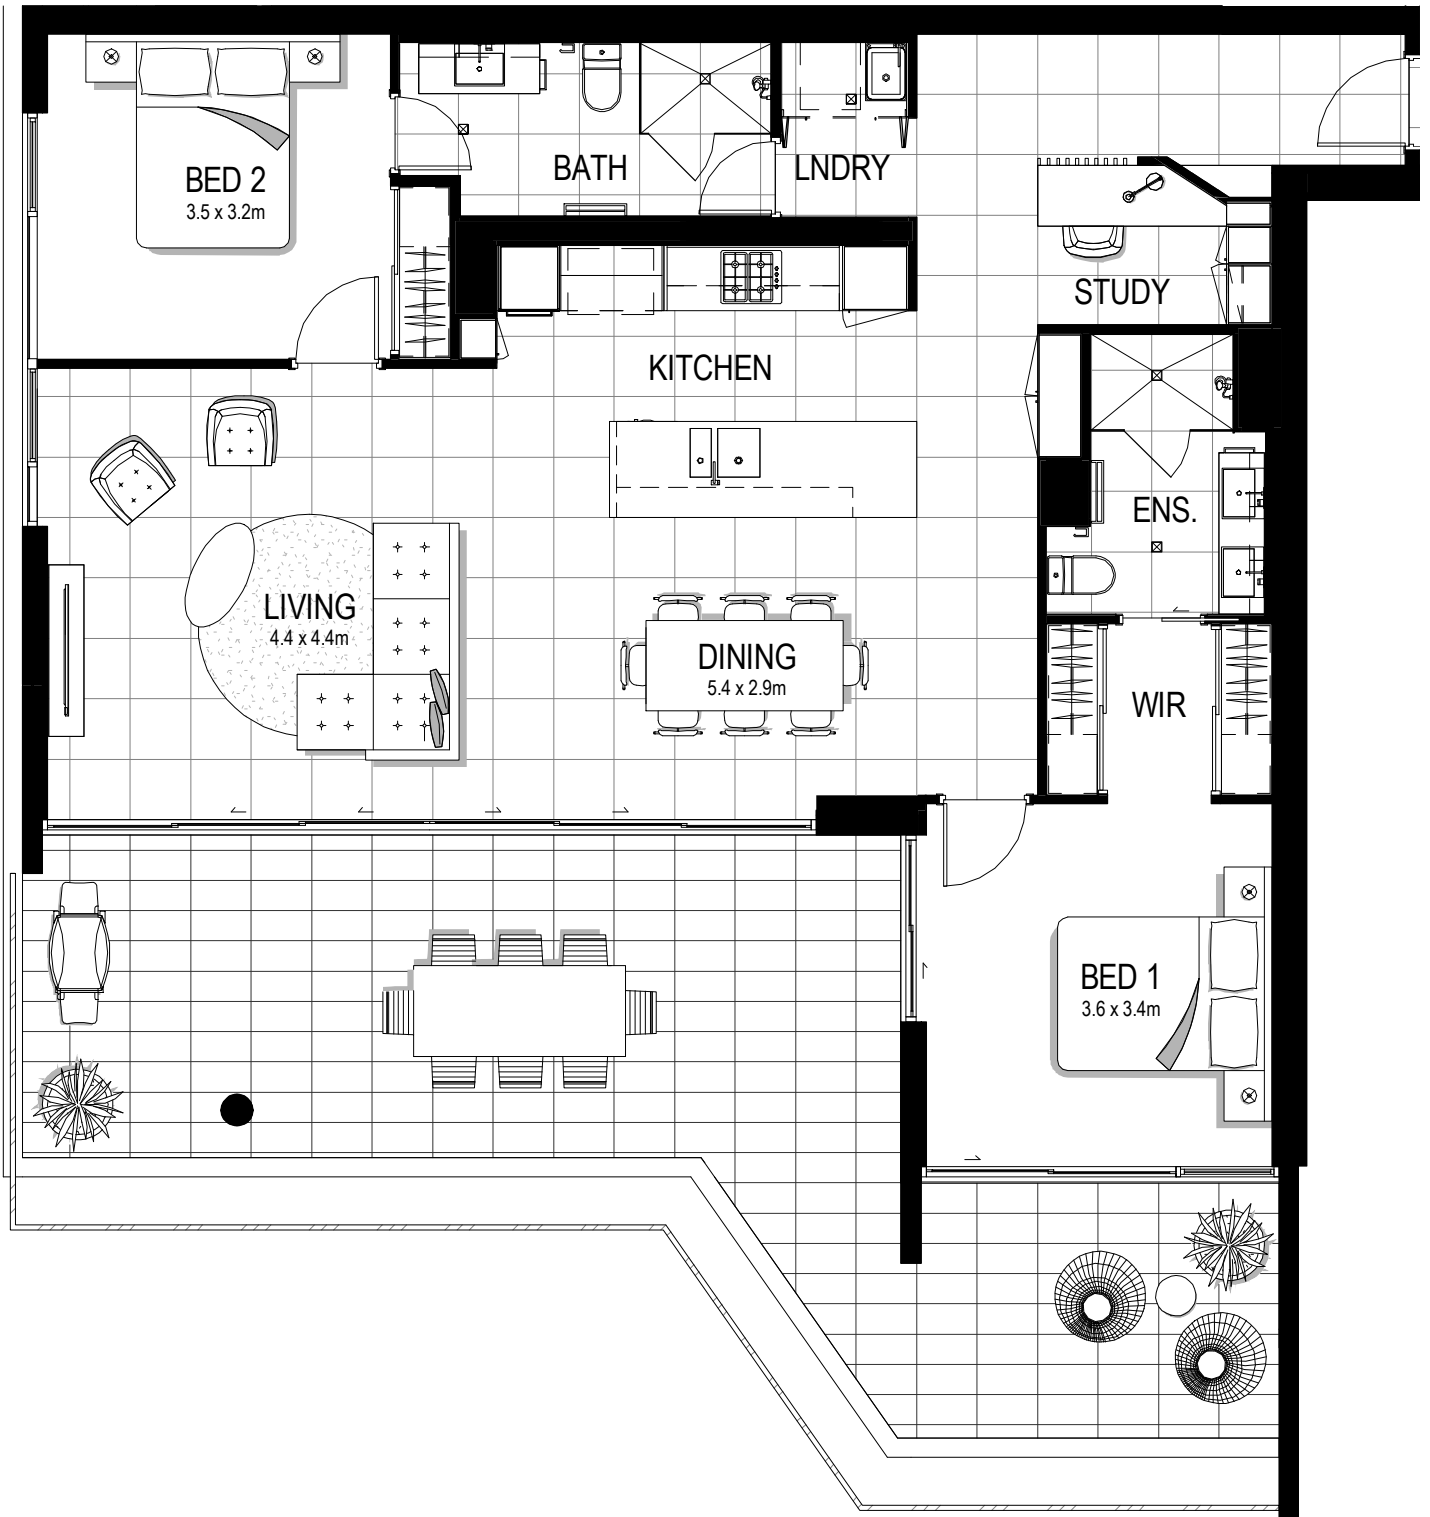 BATH
LNDRY
BED 2
3.5 x 3.2m
STUDY
KITCHEN
ENS.
LIVING
4.4 x 4.4m
DINING
5.4 x 2.9m
WIR
BED 1
3.6 x 3.4m